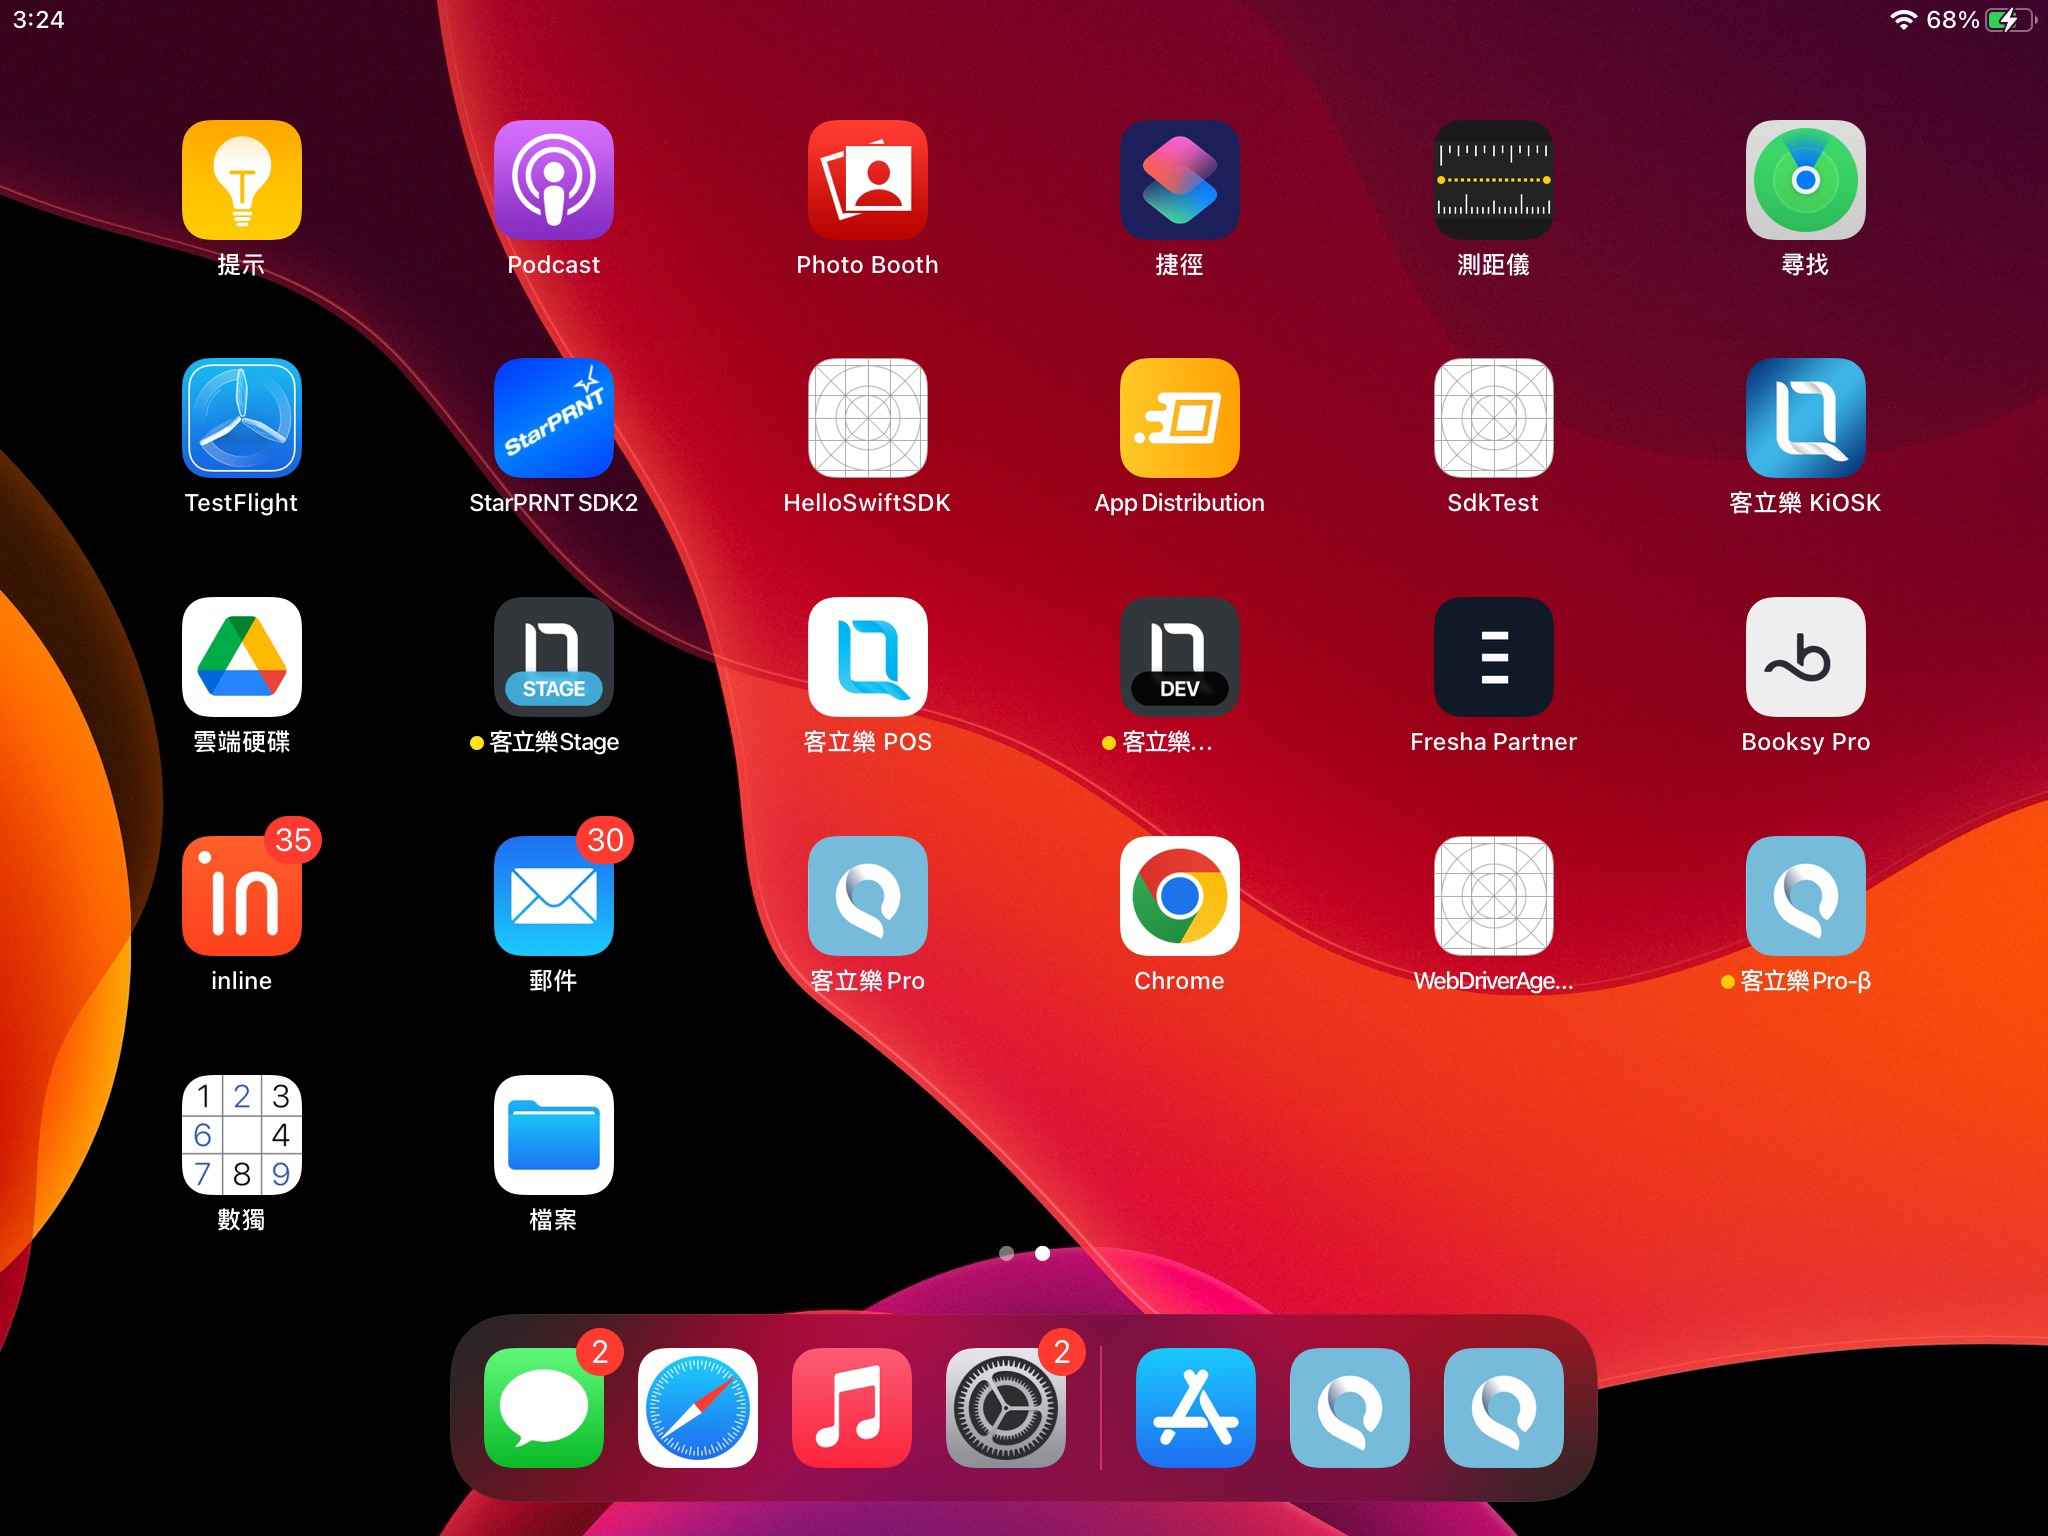 3:24
68%
提示
Podcast
Photo Booth
捷徑
測距儀
尋找
StarPRNT
TestFlight
StarPRNT SDK2
HelloSwiftSDK
App Distribution
SdkTest
客立樂 KiOSK
STAGE
DEV
雲端硬碟
客立樂Stage
客立樂 POS
客立樂...
Fresha Partner
Booksy Pro
35
30
in
inline
郵件
客立樂 Pro
Chrome
WebDriverAge...
客立樂Pro-β
1 2 3
6 4
7 8 9
數獨
檔案
2
2